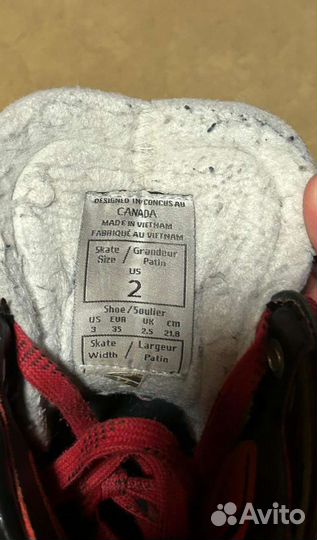 DESIGNED IN/CONCUS AU
CANADA
MADE IN VIETNAM
FABRIQUÉ AU VIETNAM
Skate / Grandeur
Size / Patin
US
2
Shoe / Soulier
US EUR UK CM
3 35 2.5 21.8
Skate / Largeur
Width / Patin
Avito